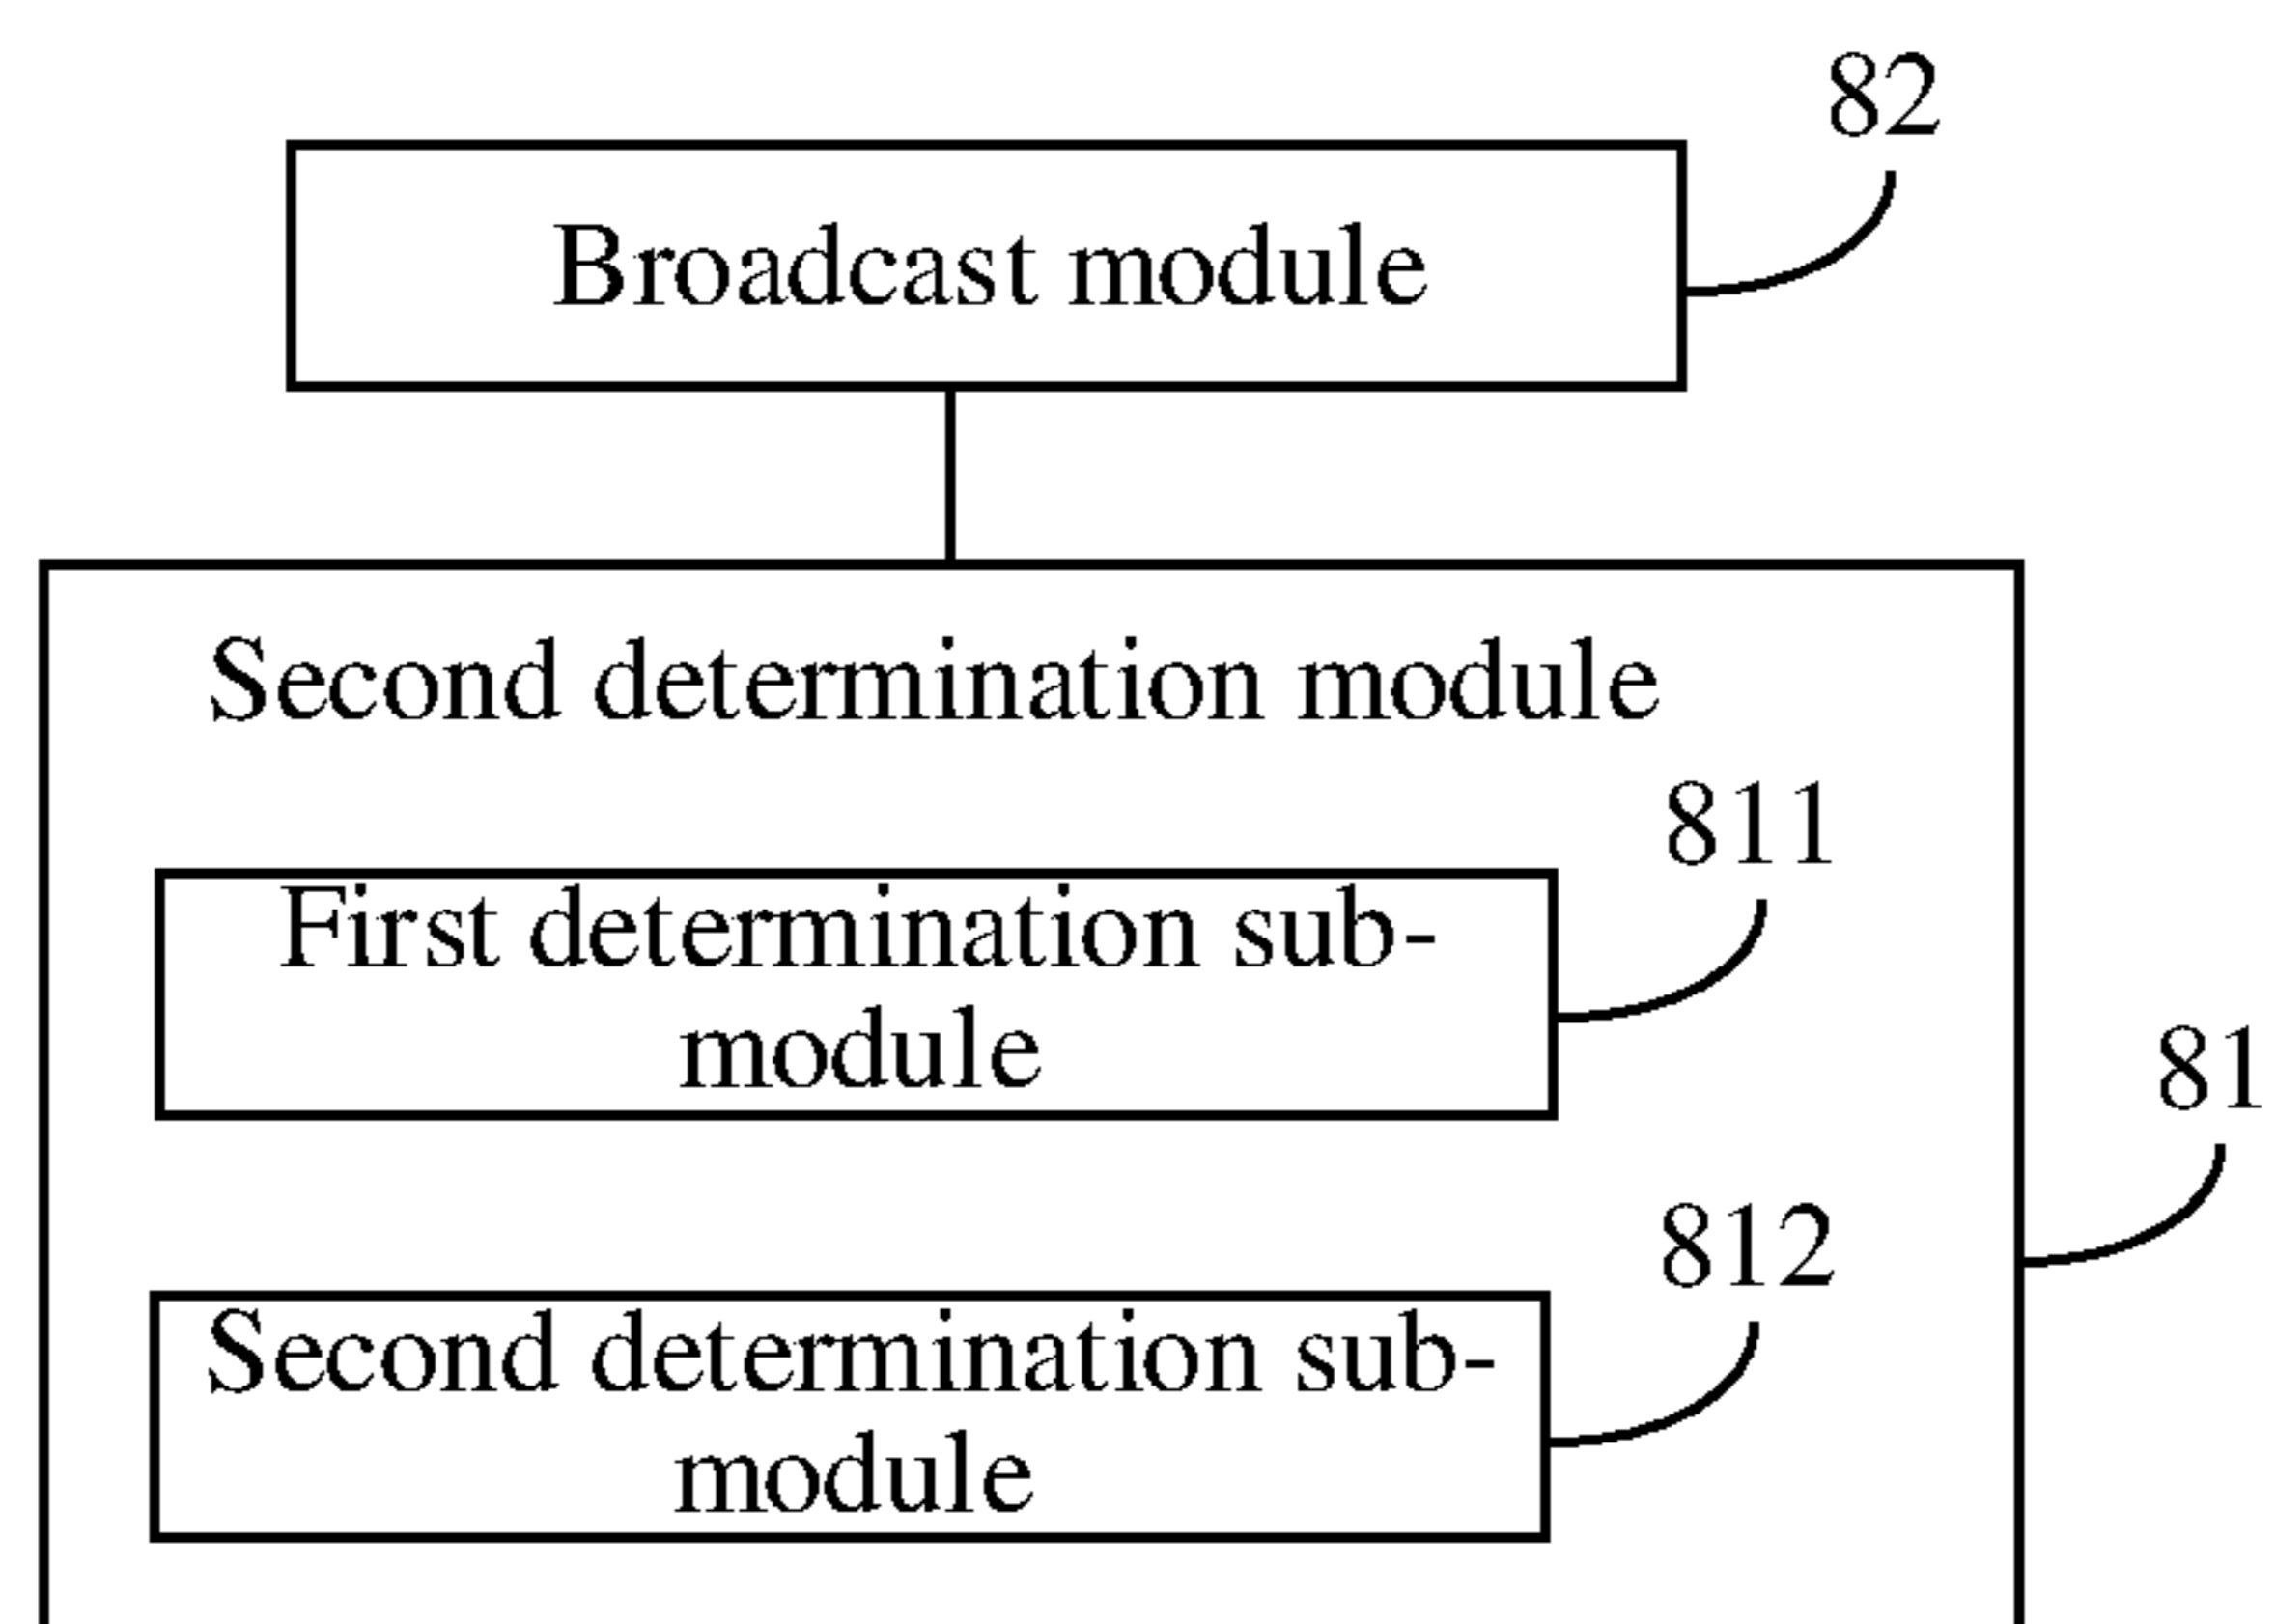 82
Broadcast module
Second determination module
811
First determination sub-
module
81
812
Second determination sub-
module